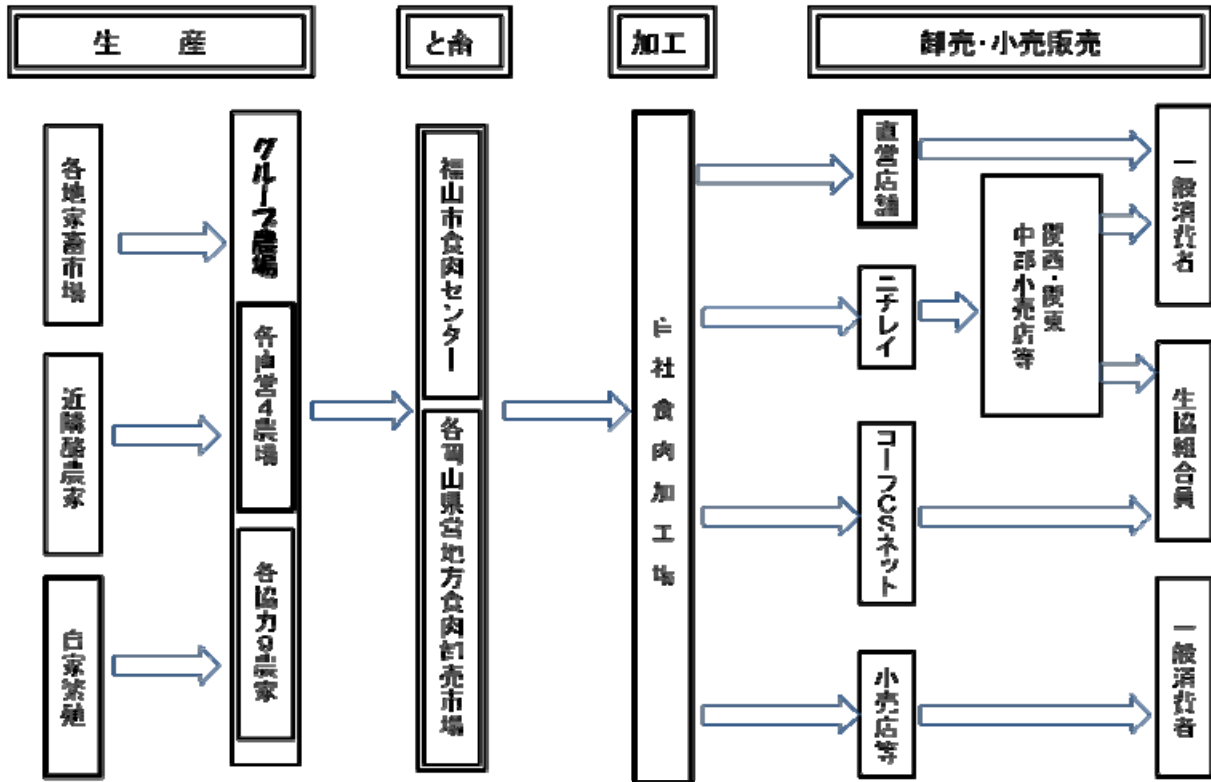 生 産
と畜
加工
卸売・小売販売
各地家畜市場
近隣酪農家
自家繁殖
グループ農場
各直営4農場
各協力9農家
福山市食肉センター
各岡山県営地方食肉卸売市場
自社食肉加工場
直営店舗
ニチレイ
コープCSネット
小売店等
関西・関東
中部小売店等
一般消費者
生協組合員
一般消費者